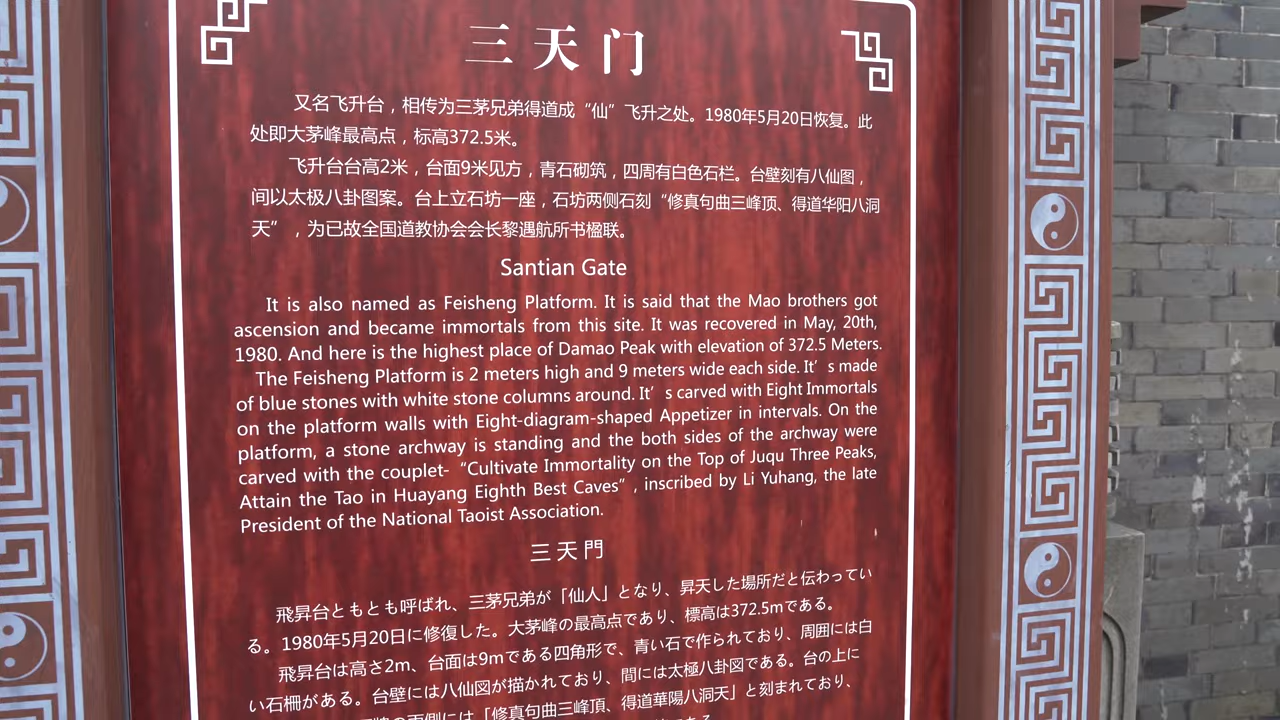 三天门
又名飞升台，相传为三茅兄弟得道成“仙”飞升之处。1980年5月20日恢复。此
处即大茅峰最高点，标高372.5米。
飞升台台高2米，台面9米见方，青石砌筑，四周有白色石栏。台壁刻有八仙图，
间以太极八卦图案。台上立石坊一座，石坊两侧石刻“修真句曲三峰顶、得道华阳八洞
天”，为已故全国道教协会会长黎遇航所书楹联。
Santian Gate
It is also named as Feisheng Platform. It is said that the Mao brothers got
ascension and became immortals from this site. It was recovered in May, 20th,
1980. And here is the highest place of Damao Peak with elevation of 372.5 Meters.
The Feisheng Platform is 2 meters high and 9 meters wide each side. It's made
of blue stones with white stone columns around. It's carved with Eight Immortals
on the platform walls with Eight-diagram-shaped Appetizer in intervals. On the
platform, a stone archway is standing and the both sides of the archway were
carved with the couplet- “Cultivate Immortality on the Top of Juqu Three Peaks,
Attain the Tao in Huayang Eighth Best Caves”, inscribed by Li Yuhang, the late
President of the National Taoist Association.
三天門
飛昇台ともとも呼ばれ、三茅兄弟が「仙人」となり、昇天した場所だと伝わってい
る。1980年5月20日に修復した。大茅峰の最高点であり、標高は372.5mである。
飛昇台は高さ2m、台面は9mである四角形で、青い石で作られており、周囲には白
い石柵がある。台壁には八仙図が描かれており、間には太極八卦図である。台の上に
の両側には「修真句曲三峰頂、得道華陽八洞天」と刻まれており、
である。